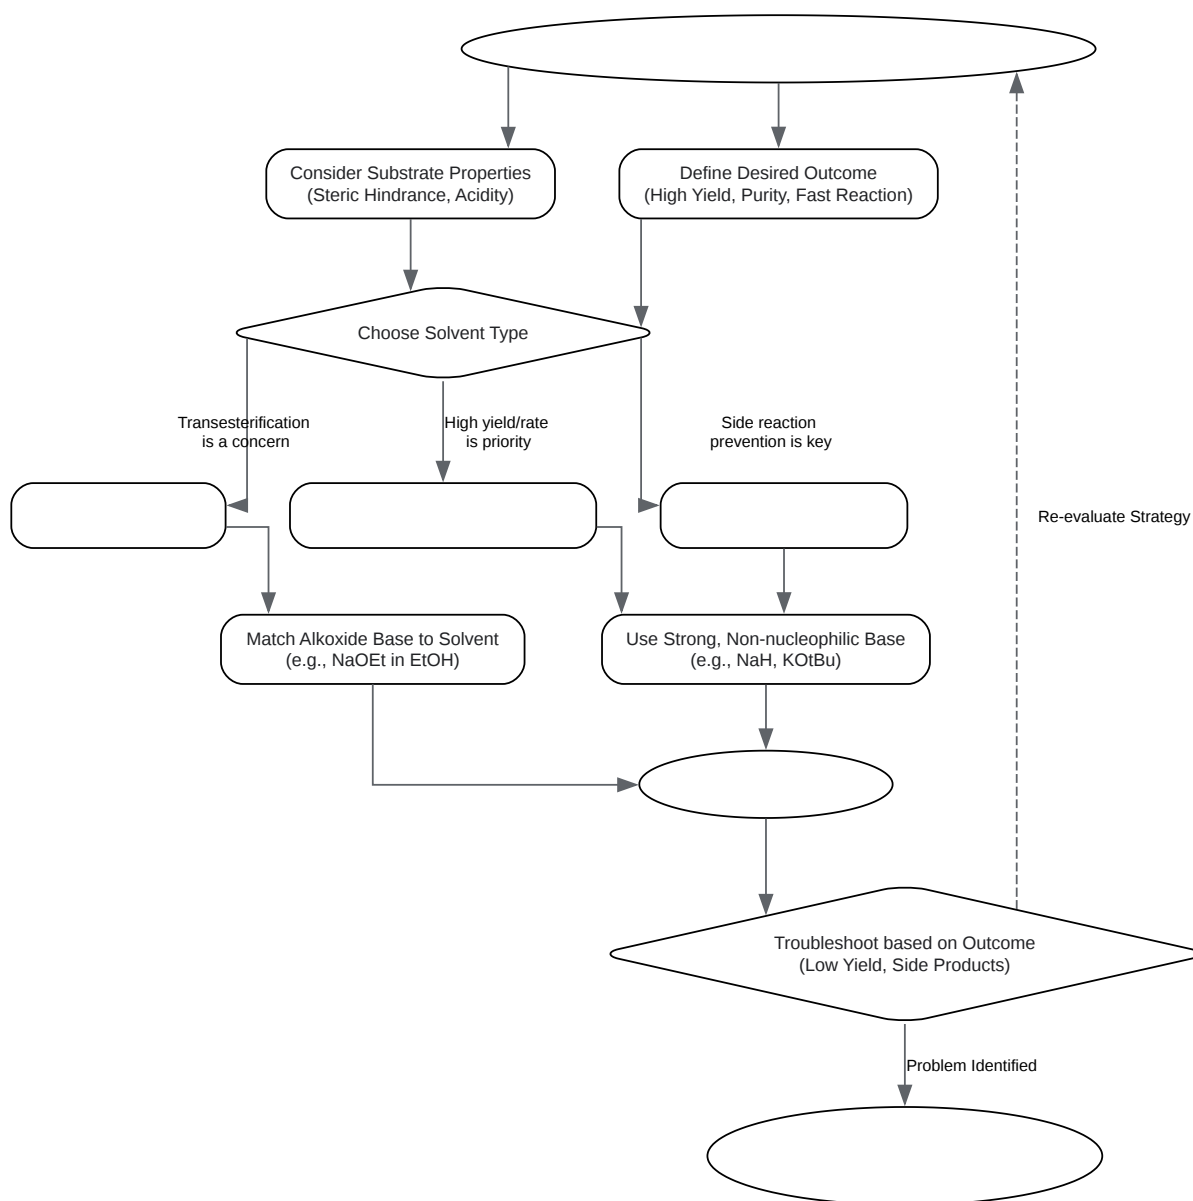 Consider Substrate Properties
(Steric Hindrance, Acidity)
Define Desired Outcome
(High Yield, Purity, Fast Reaction)
Choose Solvent Type
Transesterification
is a concern
High yield/rate
is priority
Side reaction
prevention is key
Re-evaluate Strategy
Match Alkoxide Base to Solvent
(e.g., NaOEt in EtOH)
Use Strong, Non-nucleophilic Base
(e.g., NaH, KOtBu)
Troubleshoot based on Outcome
(Low Yield, Side Products)
Problem Identified